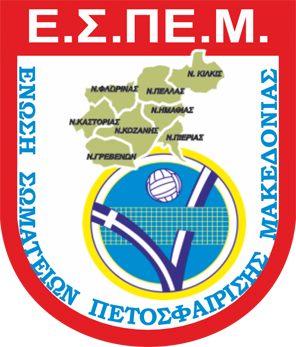 Ε.Σ.ΠΕ.Μ.
Ν. ΚΙΛΚΙΣ
Ν.ΦΛΩΡΙΝΑΣ
Ν.ΠΕΛΛΑΣ
Ν.ΗΜΑΘΙΑΣ
Ν.ΚΑΣΤΟΡΙΑΣ
Ν.ΚΟΖΑΝΗΣ
Ν.ΠΙΕΡΙΑΣ
Ν.ΓΡΕΒΕΝΩΝ
ΕΝΩΣΗ ΣΩΜΑΤΕΙΩΝ ΠΕΤΟΣΦΑΙΡΙΣΗΣ ΜΑΚΕΔΟΝΙΑΣ